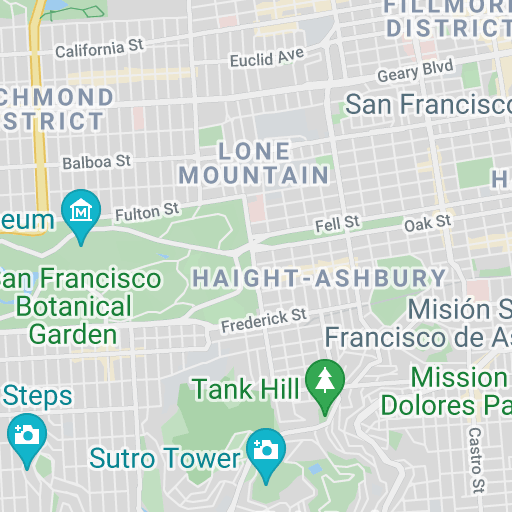 FILLMORE
DISTRICT
California St
Euclid Ave
Geary Blvd
CHMOND
STRICT
San Francisco
Balboa St
LONE
MOUNTAIN
H
eum
Fulton St
Fell St
Oak St
San Francisco
Botanical
Garden
HAIGHT-ASHBURY
Misión S
Francisco de As
Frederick St
Tank Hill
Mission
Dolores Pa
Steps
Sutro Tower
Castro St